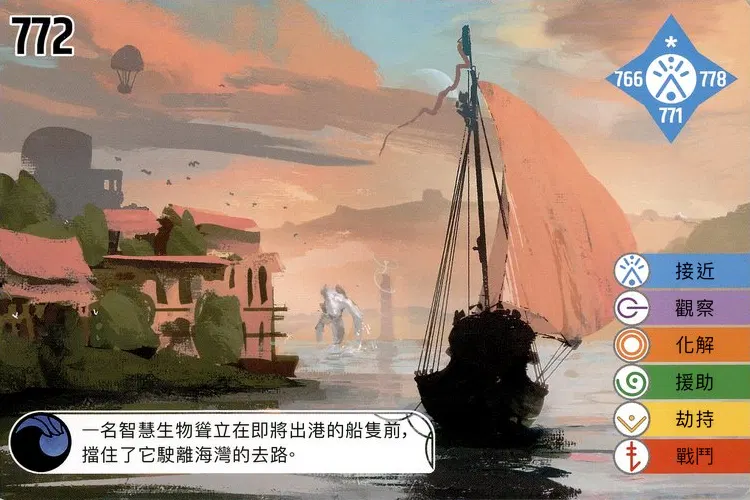 772
*
766
778
771
接近
觀察
化解
援助
劫持
戰鬥
一名智慧生物聳立在即將出港的船隻前，
擋住了它駛離海灣的去路。